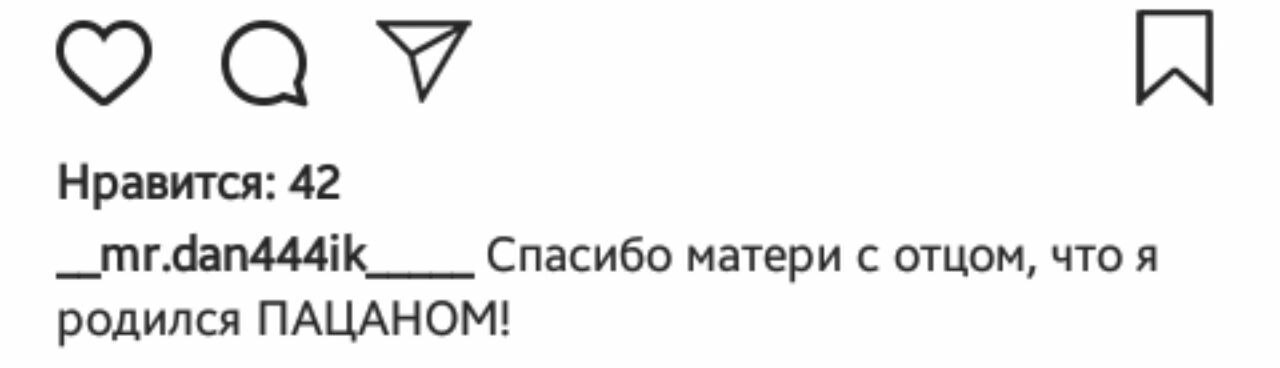 Нравится: 42
__mr.dan444ik_____ Спасибо матери с отцом, что я
родился ПАЦАНОМ!